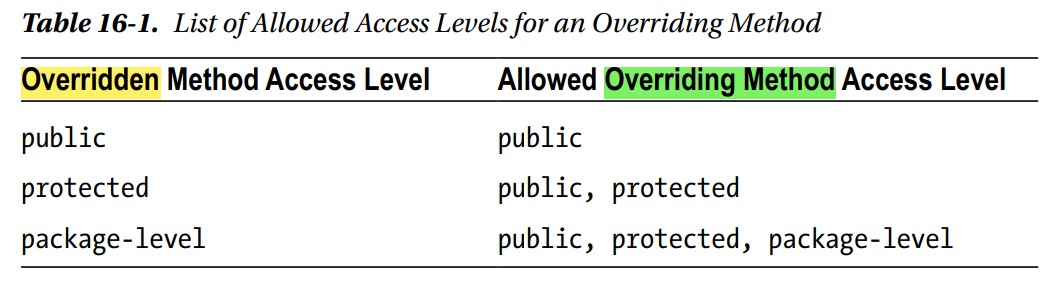 Table 16-1. List of Allowed Access Levels for an Overriding Method
Overridden Method Access Level Allowed Overriding Method Access Level
public public
protected public, protected
package-level public, protected, package-level